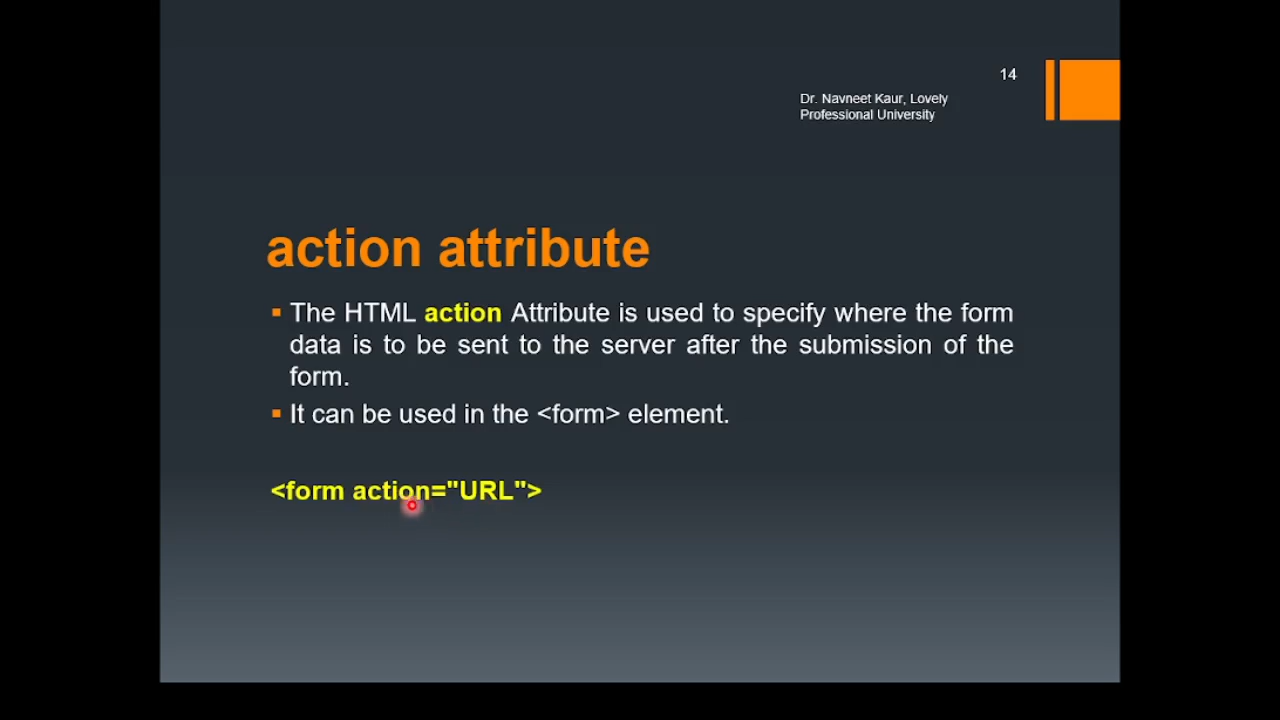 14
Dr. Navneet Kaur, Lovely
Professional University
action attribute
▪ The HTML action Attribute is used to specify where the form
data is to be sent to the server after the submission of the
form.
▪ It can be used in the <form> element.
<form action="URL">